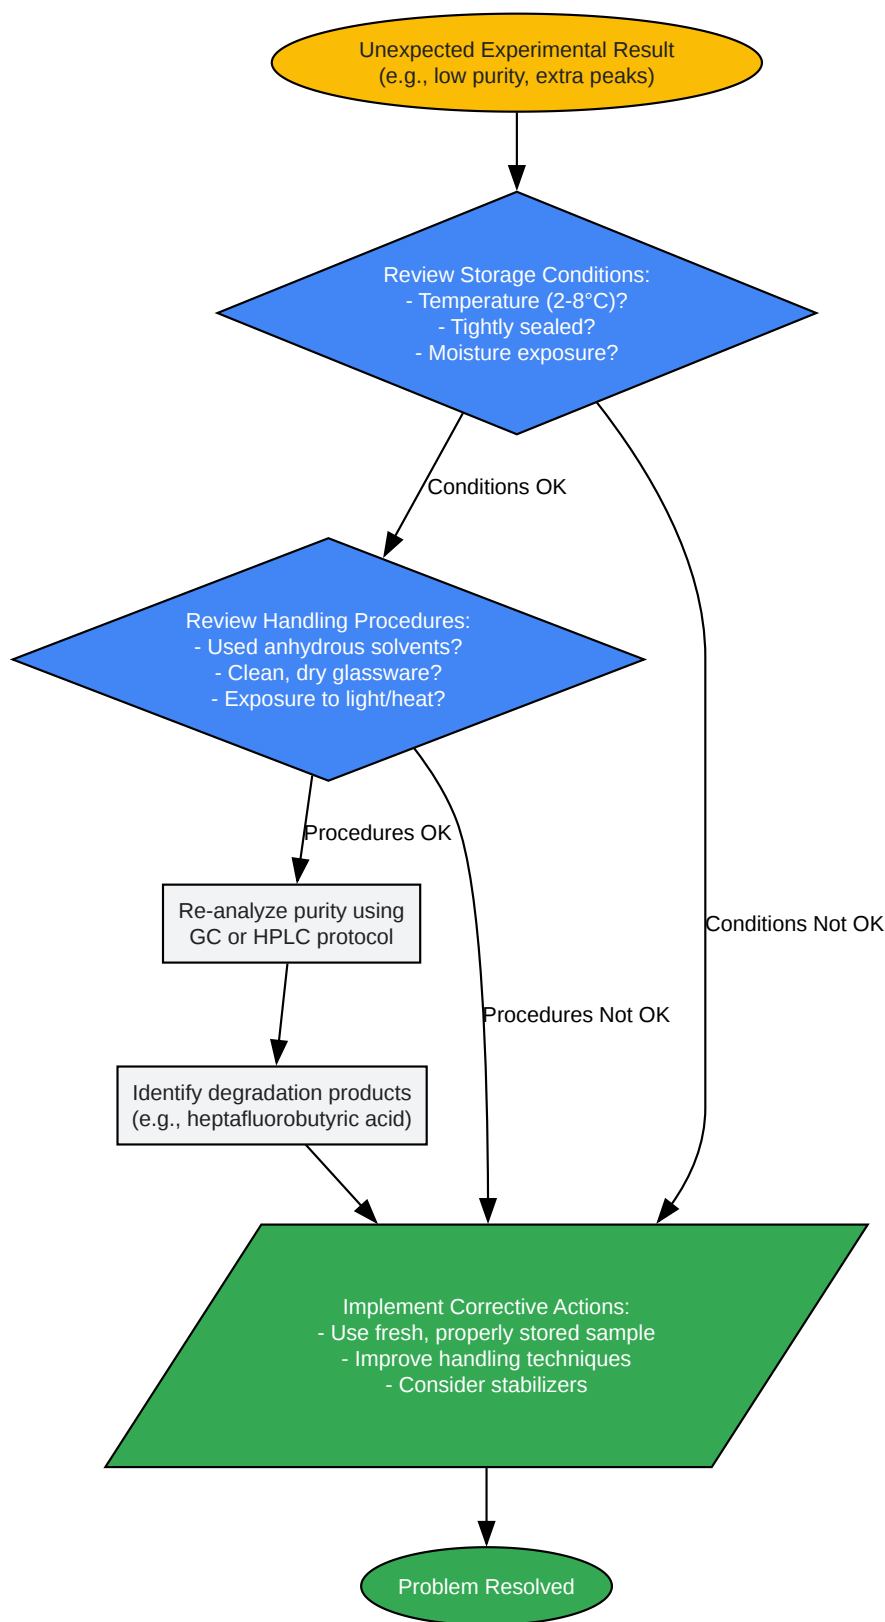 Unexpected Experimental Result
(e.g., low purity, extra peaks)
Review Storage Conditions:
- Temperature (2-8°C)?
- Tightly sealed?
- Moisture exposure?
Conditions OK
Review Handling Procedures:
- Used anhydrous solvents?
- Clean, dry glassware?
- Exposure to light/heat?
Procedures OK
Re-analyze purity using
GC or HPLC protocol
Conditions Not OK
Procedures Not OK
Identify degradation products
(e.g., heptafluorobutyric acid)
Implement Corrective Actions:
- Use fresh, properly stored sample
- Improve handling techniques
- Consider stabilizers
Problem Resolved